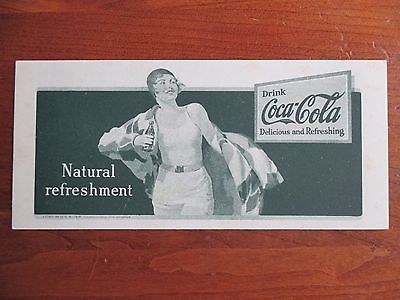 Drink
Coca-Cola
Delicious and Refreshing
Natural
refreshment